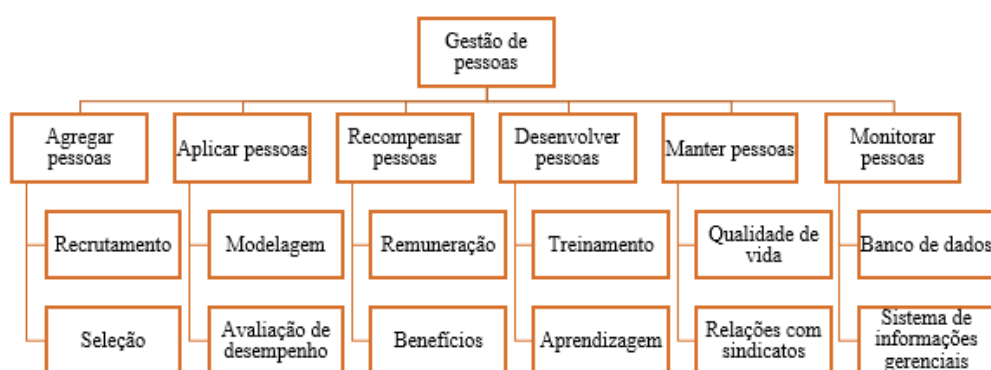 Gestão de
pessoas
Agregar
pessoas
Aplicar pessoas
Recompensar
pessoas
Desenvolver
pessoas
Manter pessoas
Monitorar
pessoas
Recrutamento
Modelagem
Remuneração
Treinamento
Qualidade de
vida
Banco de dados
Seleção
Avaliação de
desempenho
Benefícios
Aprendizagem
Relações com
sindicatos
Sistema de
informações
gerenciais